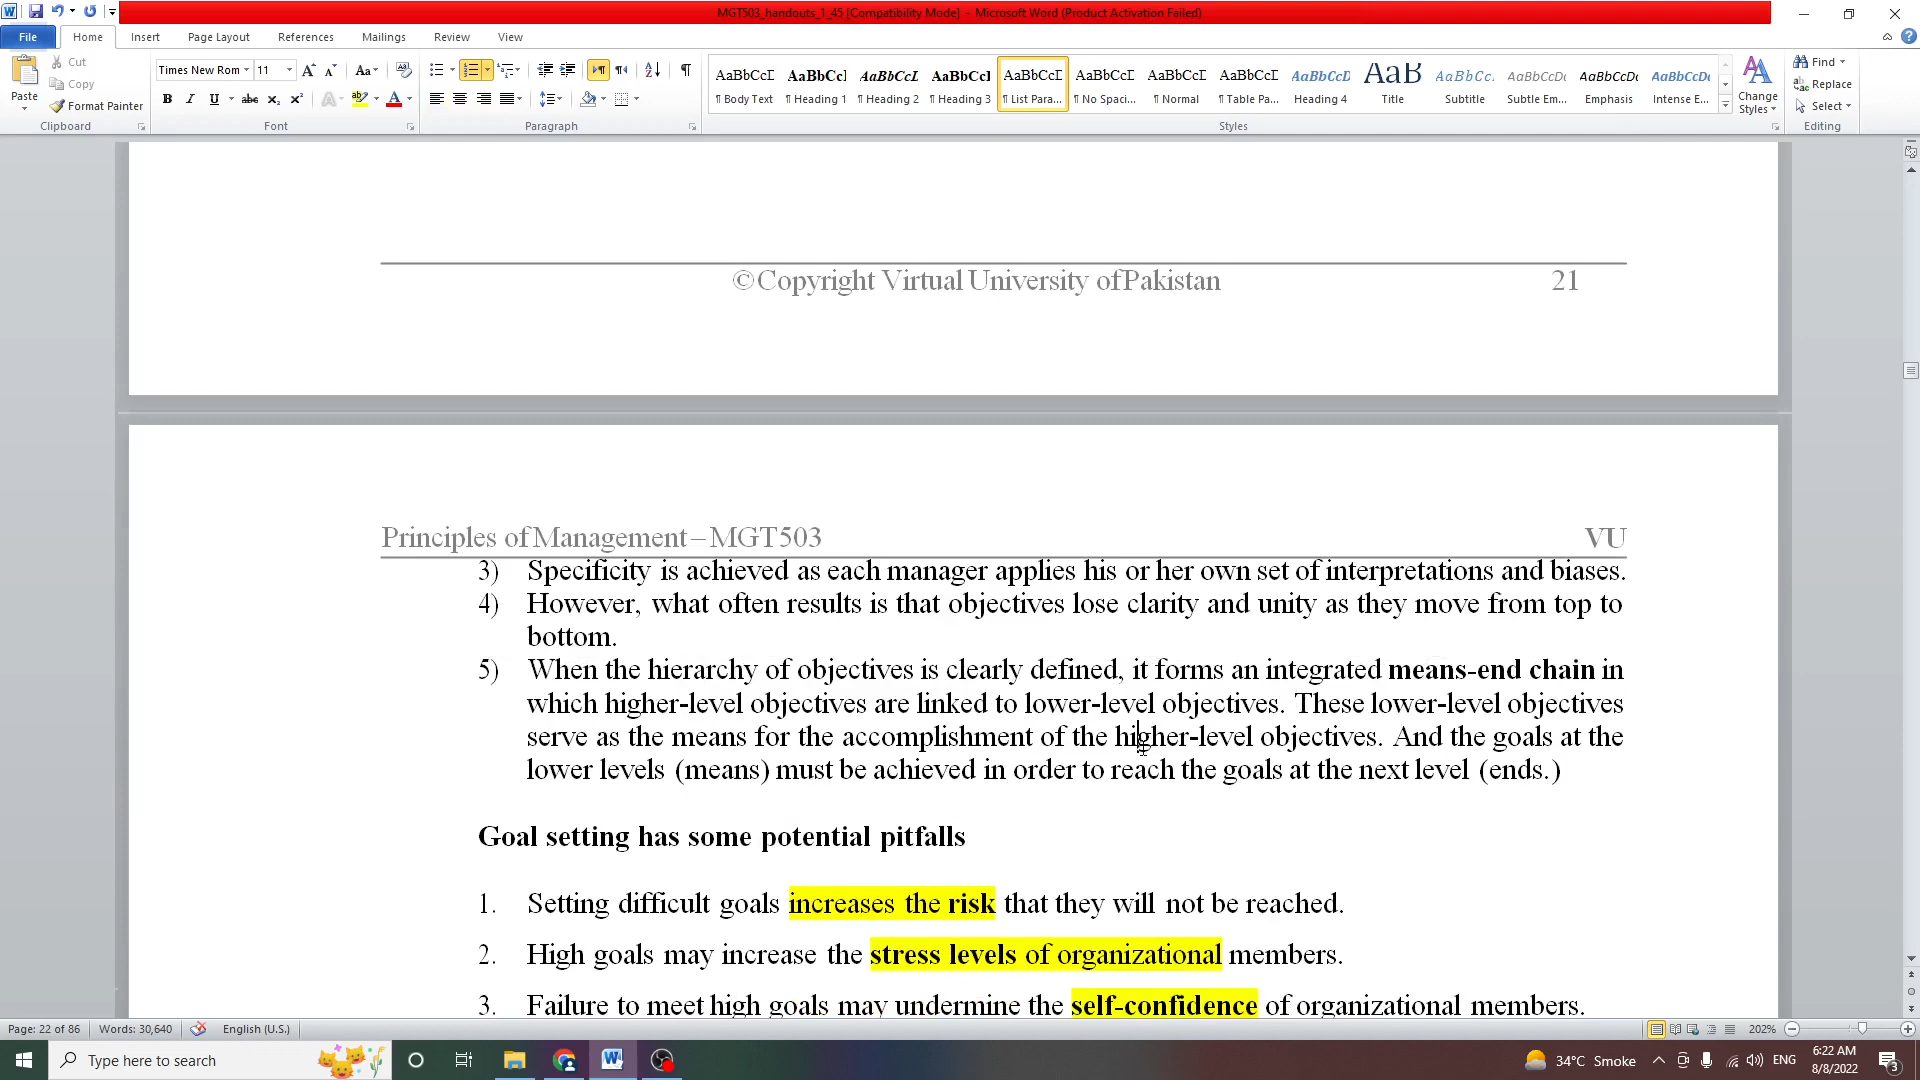 MGT503_handouts_1_45 [Compatibility Mode] - Microsoft Word (Product Activation Failed)
File Home Insert Page Layout References Mailings Review View
Paste Cut Copy Format Painter
Times New Rom 11
AaBbCcD AaBbCcI AaBbCcL AaBbCcI AaBbCcD AaBbCcDc AaBbCcDc AaBbCcDc AaBbCcD AaB AaBbCc. AaBbCcDc AaBbCcDc AaBbCcDc
¶ Body Text ¶ Heading 1 ¶ Heading 2 ¶ Heading 3 ¶ List Para... ¶ No Spaci... ¶ Normal ¶ Table Pa... Heading 4 Title Subtitle Subtle Em... Emphasis Intense E...
Change Styles
Find Replace Select
Clipboard Font Paragraph Styles Editing
©Copyright Virtual University of Pakistan 21
Principles of Management – MGT503 VU
3) Specificity is achieved as each manager applies his or her own set of interpretations and biases.
4) However, what often results is that objectives lose clarity and unity as they move from top to
bottom.
5) When the hierarchy of objectives is clearly defined, it forms an integrated means-end chain in
which higher-level objectives are linked to lower-level objectives. These lower-level objectives
serve as the means for the accomplishment of the higher-level objectives. And the goals at the
lower levels (means) must be achieved in order to reach the goals at the next level (ends.)
Goal setting has some potential pitfalls
1. Setting difficult goals increases the risk that they will not be reached.
2. High goals may increase the stress levels of organizational members.
3. Failure to meet high goals may undermine the self-confidence of organizational members.
Page: 22 of 86 Words: 30,640 English (U.S.) 202%
Type here to search 34°C Smoke ENG 6:22 AM
8/8/2022 3